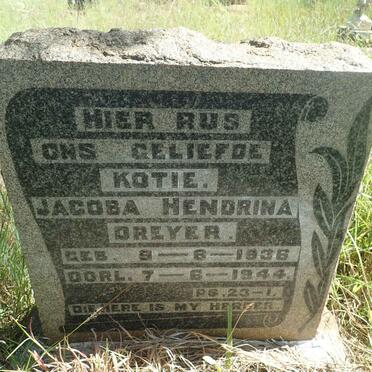 HIER RUS
ONS GELIEFDE
KOTIE.
JACOBA HENDRINA
DREYER
GEB. 9-6-1936
OORL. 7-6-1944.
PS. 23-1.
DIE HERE IS MY HERDER